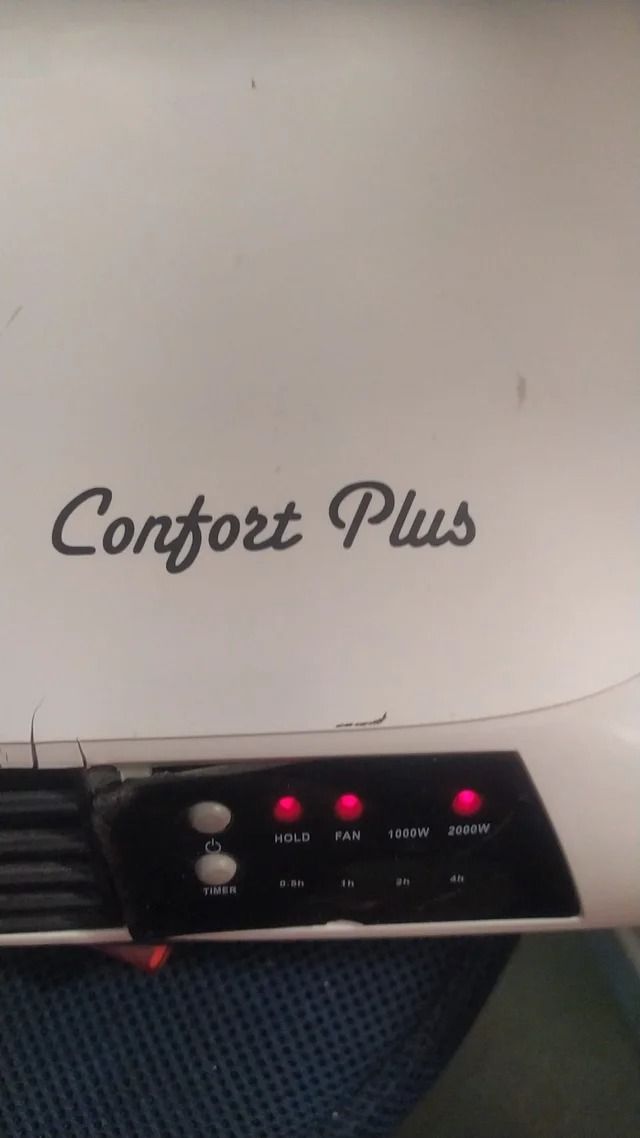 Confort Plus
HOLD FAN 1000W 2000W
TIMER 0.5h 1h 2h 4h